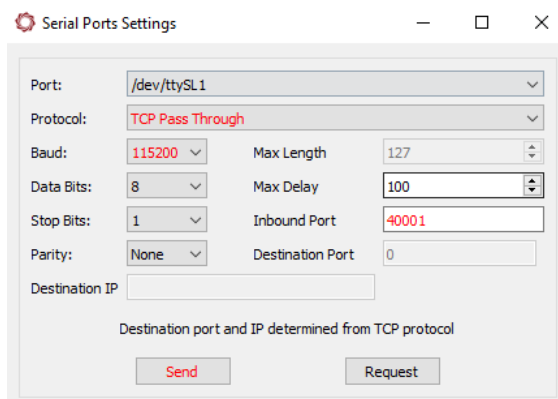 Serial Ports Settings
Port: /dev/ttySL1
Protocol: TCP Pass Through
Baud: 115200 Max Length 127
Data Bits: 8 Max Delay 100
Stop Bits: 1 Inbound Port 40001
Parity: None Destination Port 0
Destination IP
Destination port and IP determined from TCP protocol
Send Request